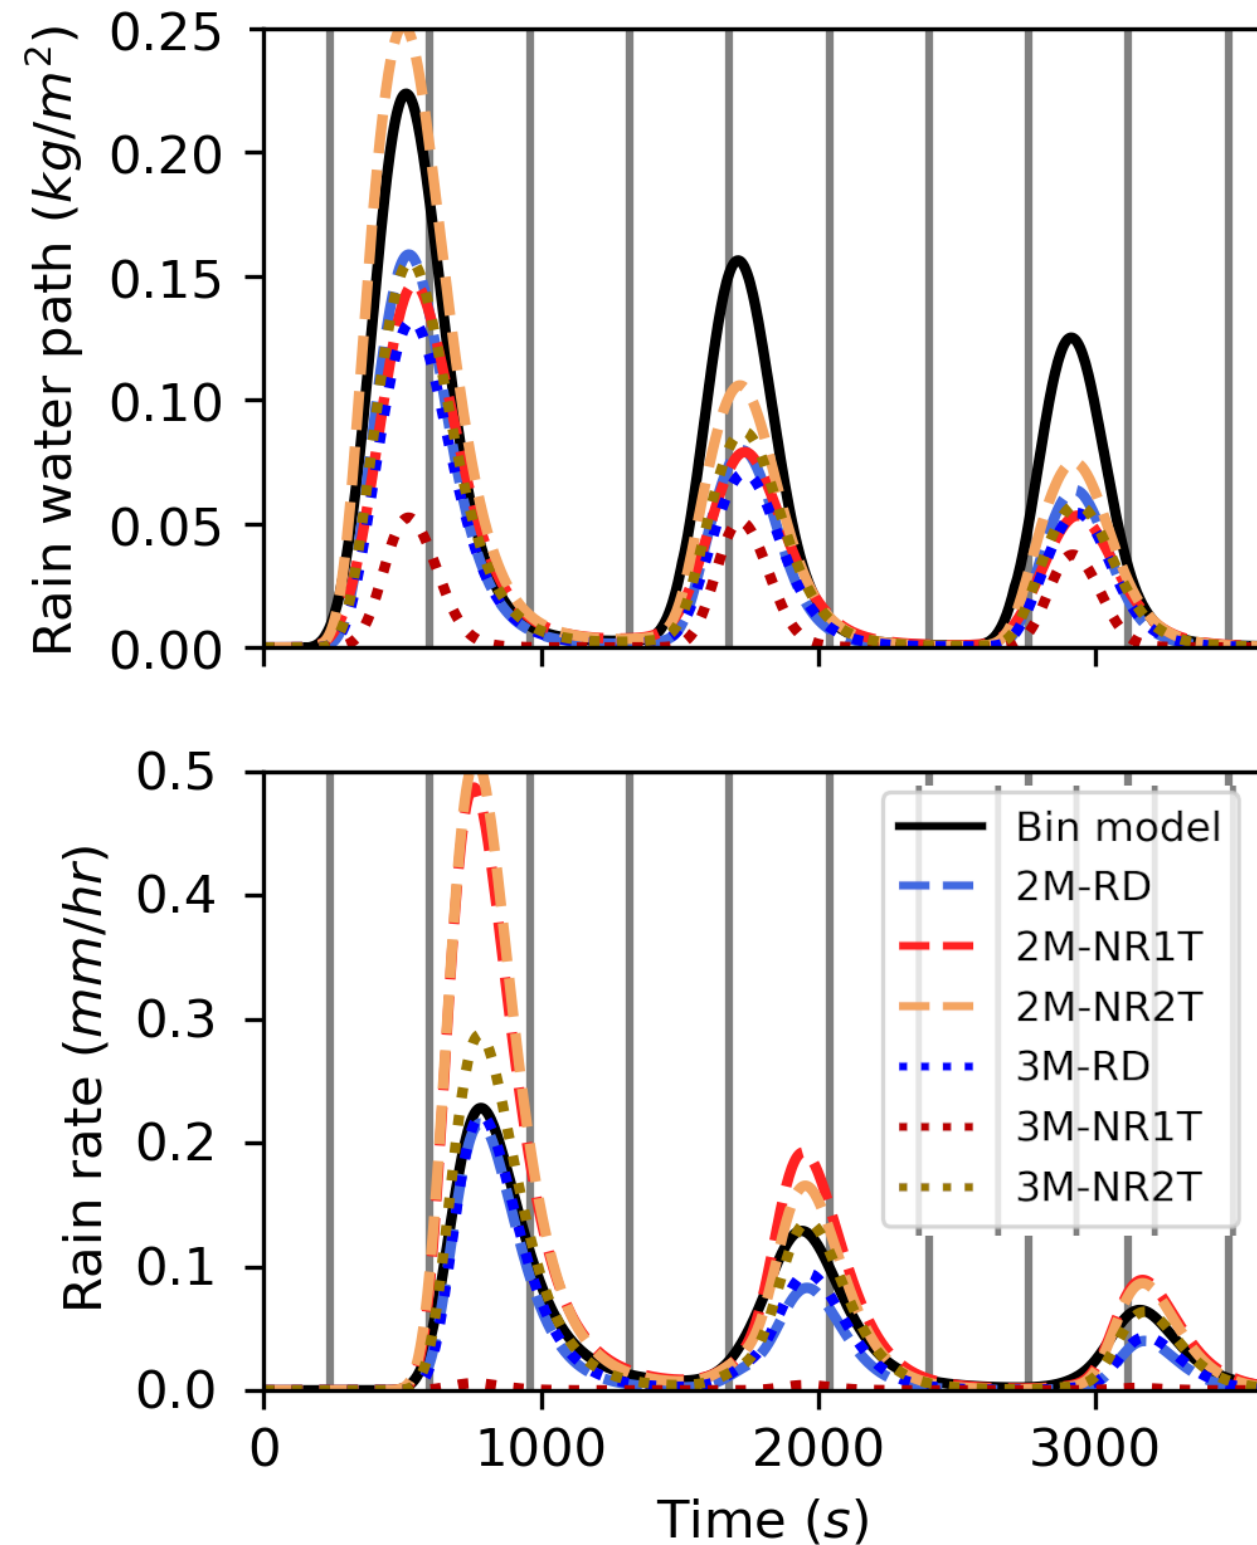 Rain water path (kg/m²)
0.25
0.20
0.15
0.10
0.05
0.00
Rain rate (mm/hr)
0.5
0.4
0.3
0.2
0.1
0.0
Bin model
2M-RD
2M-NR1T
2M-NR2T
3M-RD
3M-NR1T
3M-NR2T
0 1000 2000 3000
Time (s)